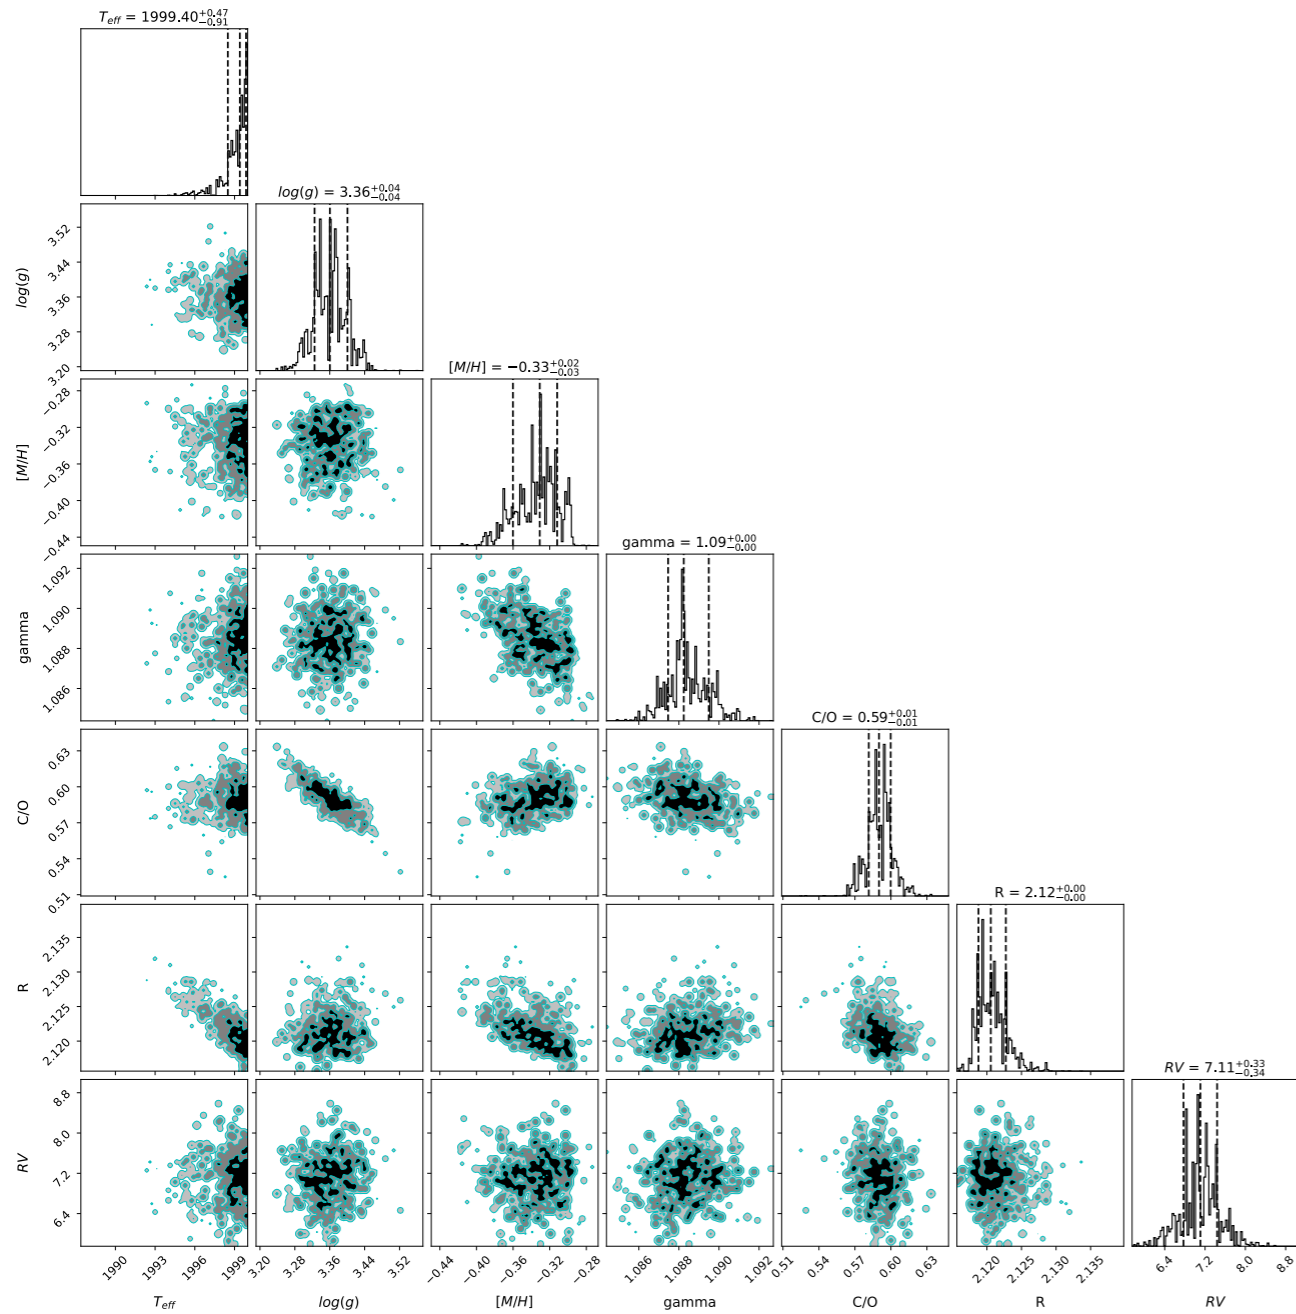 T_eff = 1999.40 +0.47 −0.91
log(g) = 3.36 +0.04 −0.04
3.52
3.44
3.36
3.28
3.20
log(g)
[M/H] = −0.33 +0.02 −0.03
−0.28
−0.32
−0.36
−0.40
−0.44
[M/H]
gamma = 1.09 +0.00 −0.00
1.092
1.090
1.088
1.086
gamma
C/O = 0.59 +0.01 −0.01
0.63
0.60
0.57
0.54
0.51
C/O
R = 2.12 +0.00 −0.00
2.135
2.130
2.125
2.120
R
RV = 7.11 +0.33 −0.34
8.8
8.0
7.2
6.4
RV
1990 1993 1996 1999 3.20 3.28 3.36 3.44 3.52 −0.44 −0.40 −0.36 −0.32 −0.28 1.086 1.088 1.090 1.092 0.51 0.54 0.57 0.60 0.63 2.120 2.125 2.130 2.135 6.4 7.2 8.0 8.8
T_eff log(g) [M/H] gamma C/O R RV